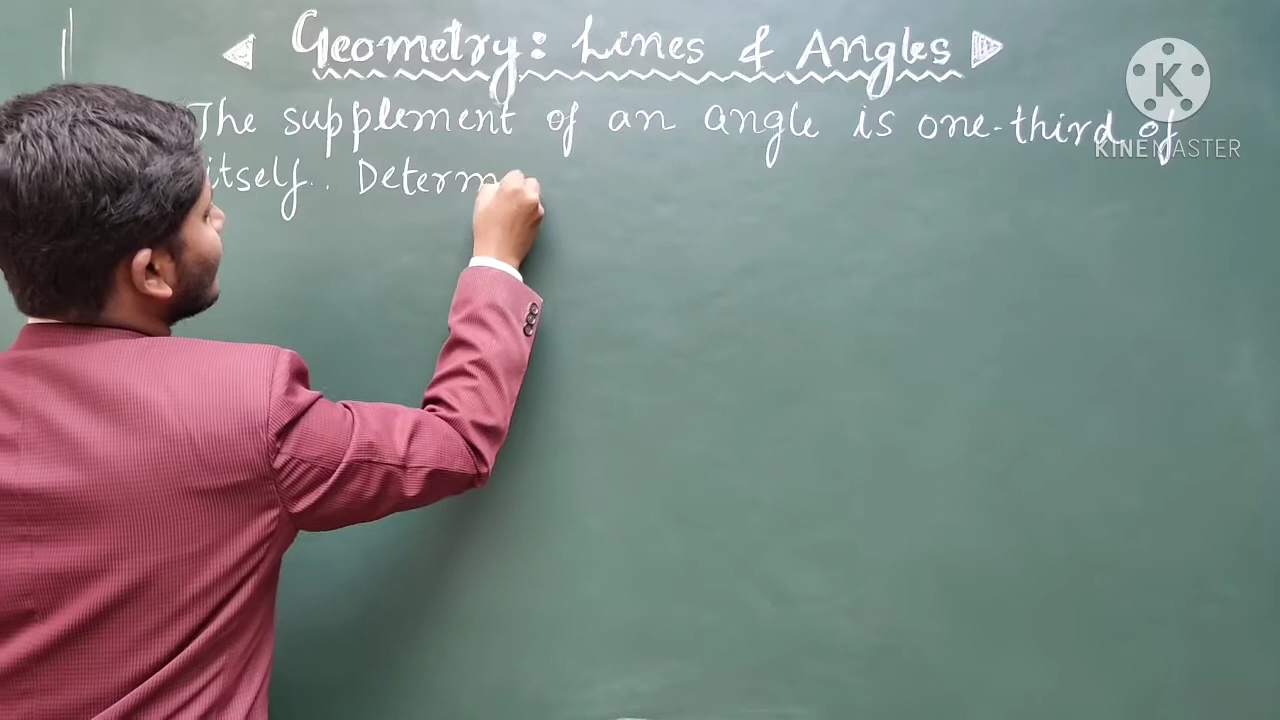 Geometry: Lines & Angles
The supplement of an angle is one-third of
itself.. Determ
K
KINEMASTER